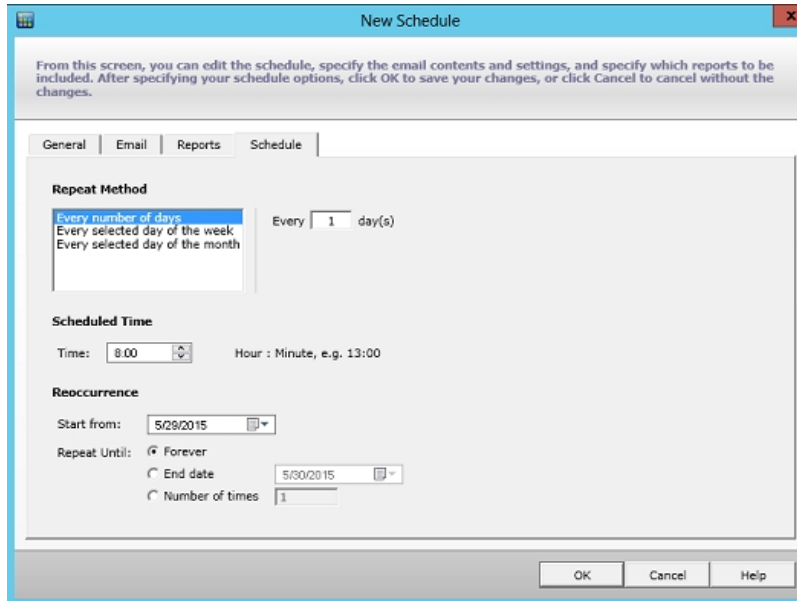 New Schedule
x
From this screen, you can edit the schedule, specify the email contents and settings, and specify which reports to be
included. After specifying your schedule options, click OK to save your changes, or click Cancel to cancel without the
changes.
General Email Reports Schedule
Repeat Method
Every number of days
Every selected day of the week
Every selected day of the month
Every 1 day(s)
Scheduled Time
Time: 8:00 Hour : Minute, e.g. 13:00
Reoccurrence
Start from: 5/29/2015
Repeat Until: Forever
End date 5/30/2015
Number of times 1
OK Cancel Help